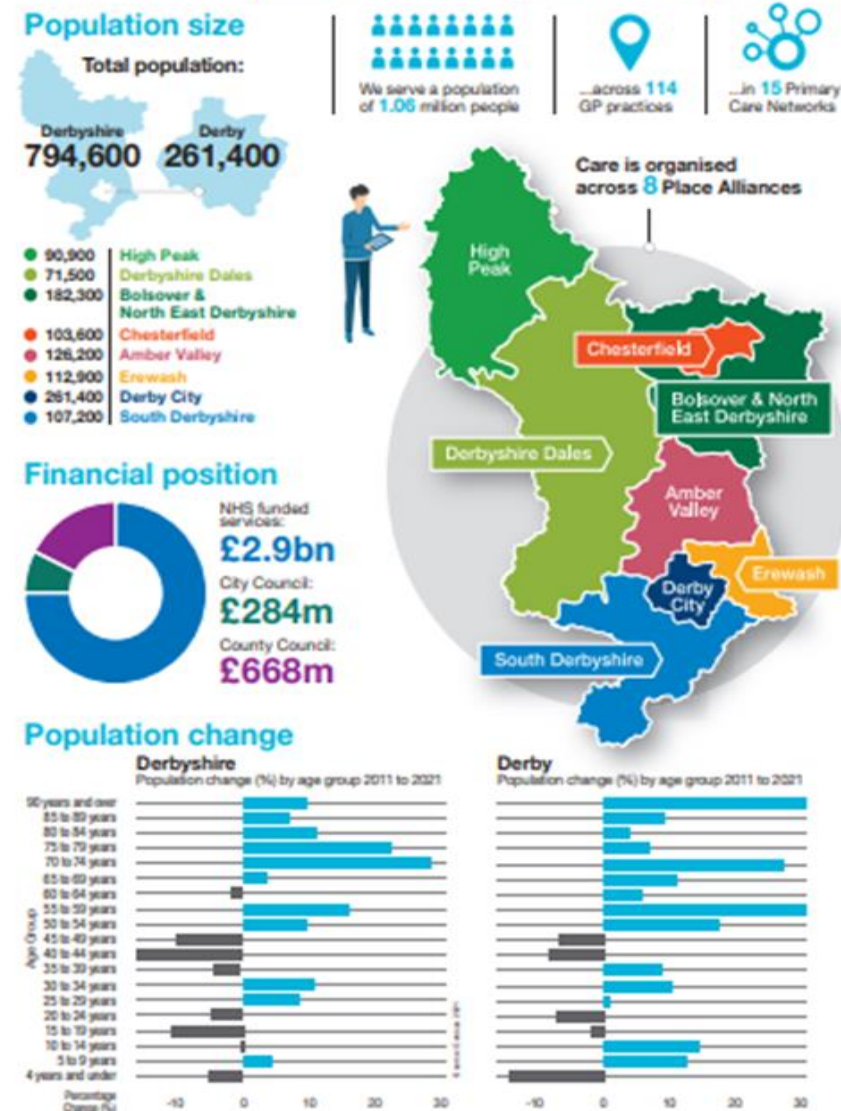 Population size
Total population:
Derbyshire
794,600
Derby
261,400
We serve a population
of 1.06 million people
...across 114
GP practices
...in 15 Primary
Care Networks
90,900 High Peak
71,500 Derbyshire Dales
182,300 Bolsover &
North East Derbyshire
103,600 Chesterfield
126,200 Amber Valley
112,900 Erewash
261,400 Derby City
107,200 South Derbyshire
Care is organised
across 8 Place Alliances
High
Peak
Chesterfield
Bolsover & North
East Derbyshire
Derbyshire Dales
Amber
Valley
Erewash
Derby
City
South Derbyshire
Financial position
NHS funded
services:
£2.9bn
City Council:
£284m
County Council:
£668m
Population change
Derbyshire
Population change (%) by age group 2011 to 2021
Age Group
90 years and over
85 to 89 years
80 to 84 years
75 to 79 years
70 to 74 years
65 to 69 years
60 to 64 years
55 to 59 years
50 to 54 years
45 to 49 years
40 to 44 years
35 to 39 years
30 to 34 years
25 to 29 years
20 to 24 years
15 to 19 years
10 to 14 years
5 to 9 years
4 years and under
Percentage
Change (%)
-10 0 10 20 30
Derby
Population change (%) by age group 2011 to 2021
-10 0 10 20 30